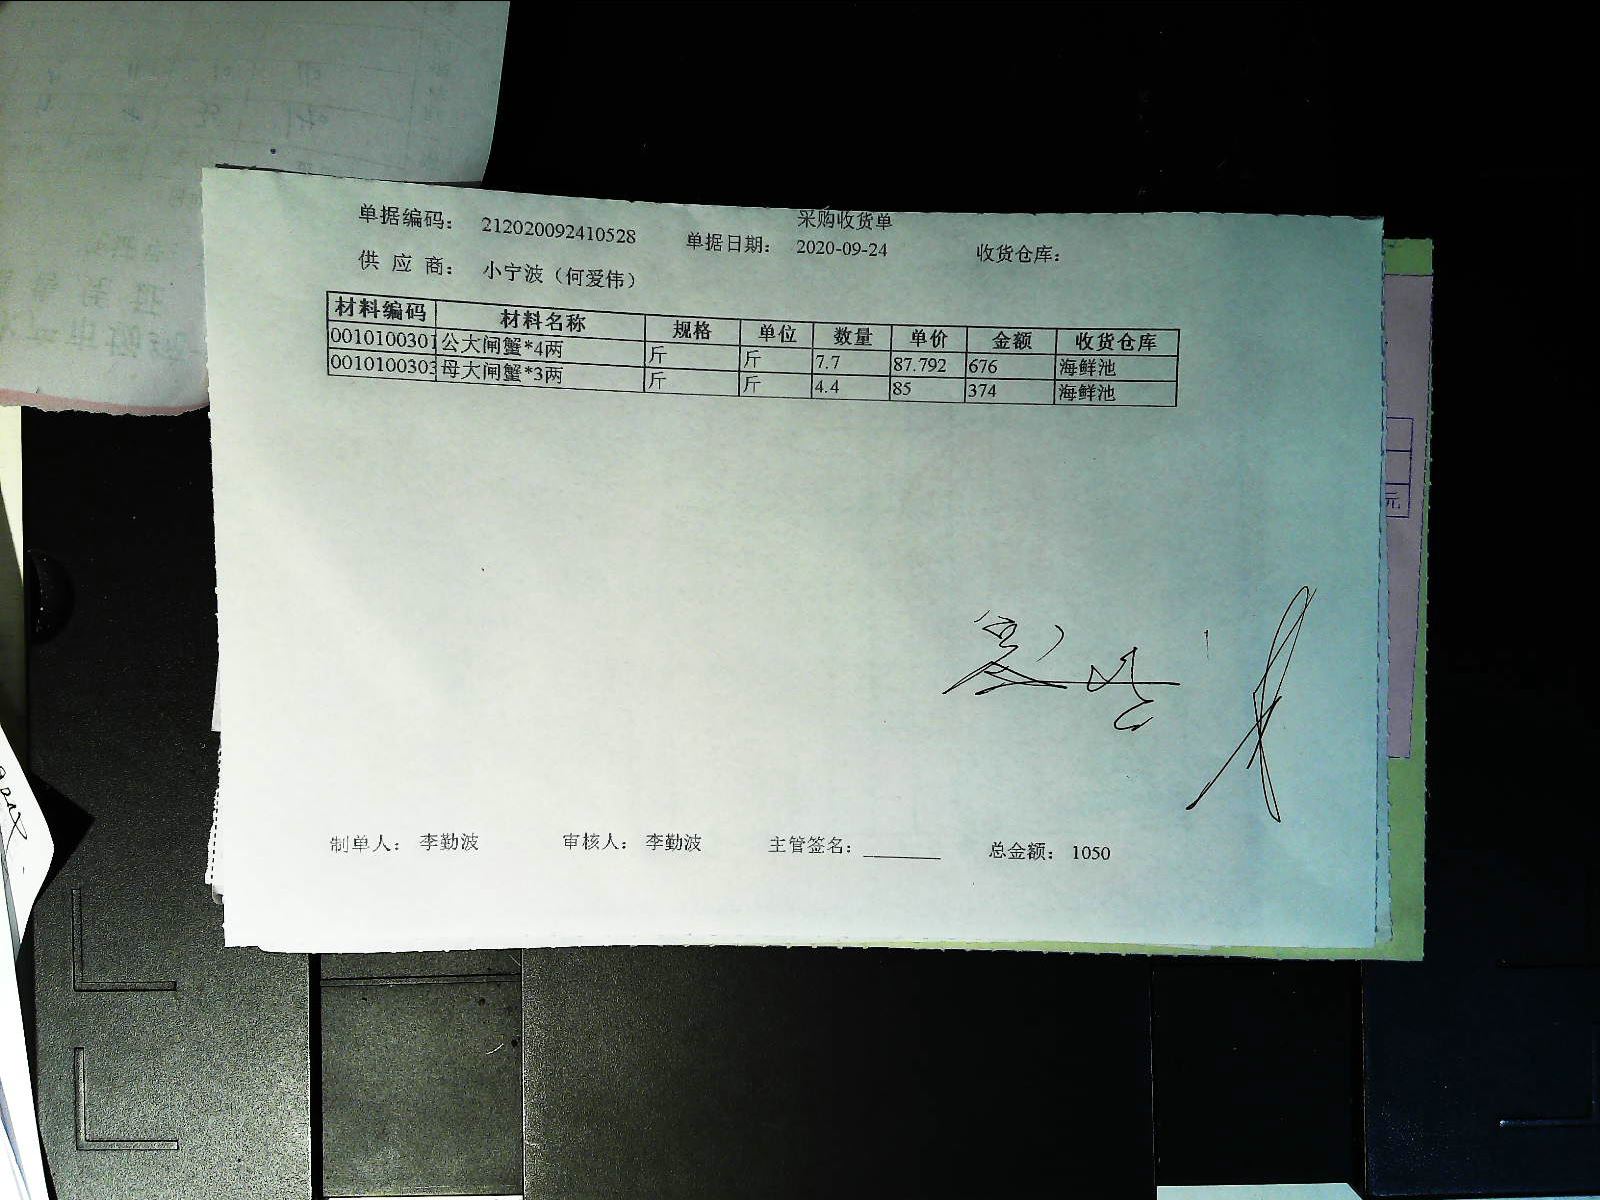 采购收货单
单据编码： 212020092410528 单据日期： 2020-09-24 收货仓库：
供 应 商： 小宁波（何爱伟）
材料编码 材料名称 规格 单位 数量 单价 金额 收货仓库
0010100301 公大闸蟹*4两 斤 斤 7.7 87.792 676 海鲜池
0010100303 母大闸蟹*3两 斤 斤 4.4 85 374 海鲜池
元
制单人： 李勤波 审核人： 李勤波 主管签名：________ 总金额： 1050